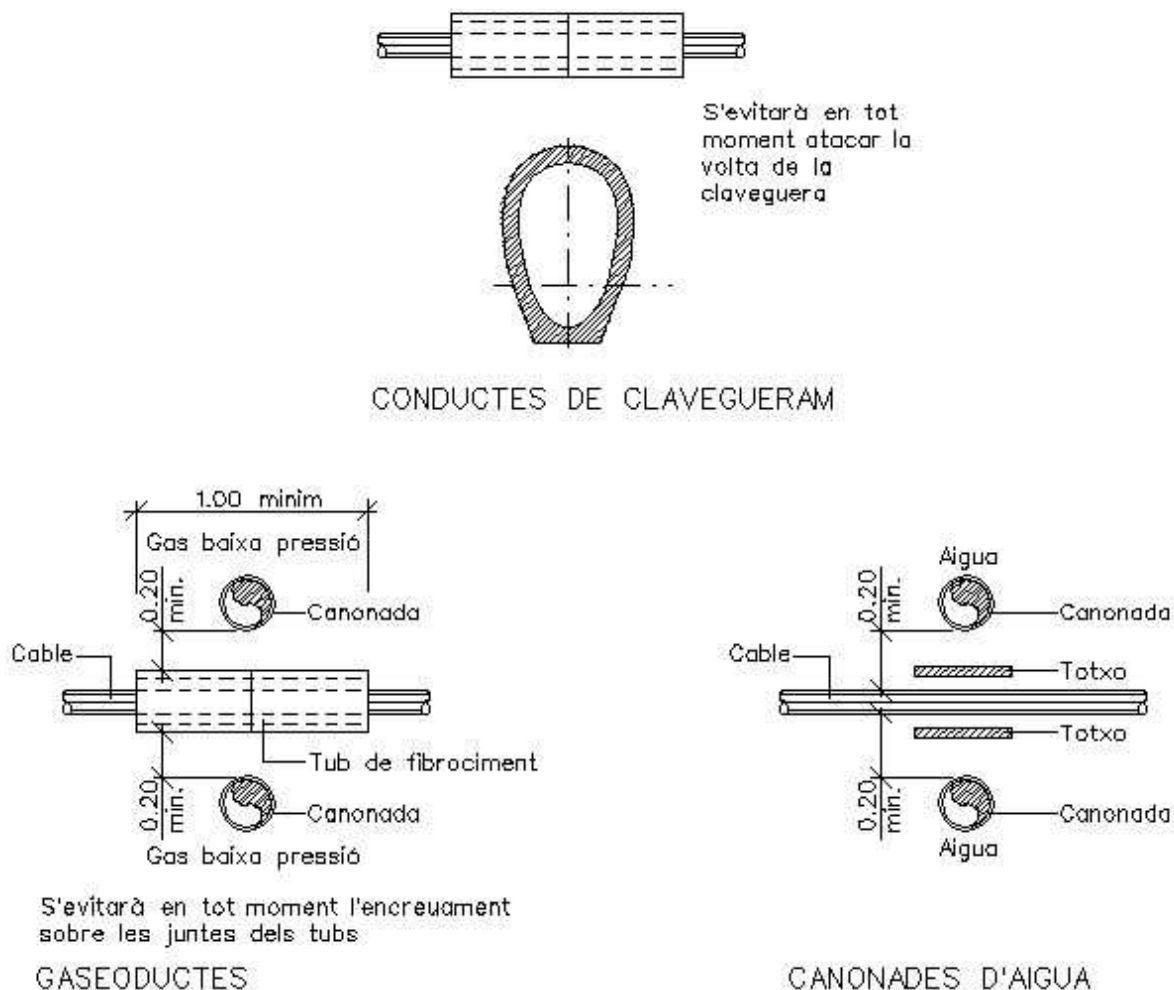 S'evitarà en tot
moment atacar la
volta de la
claveguera
CONDUCTES DE CLAVEGUERAM
1.00 minim
Gas baixa pressió
0.20
min.
Canonada
Cable
Tub de fibrociment
0.20
min.
Canonada
Gas baixa pressió
S'evitarà en tot moment l'encreuament
sobre les juntes dels tubs
GASEODUCTES
Aigua
0.20
min.
Canonada
Cable
Totxo
Totxo
0.20
min.
Canonada
Aigua
CANONADES D'AIGUA